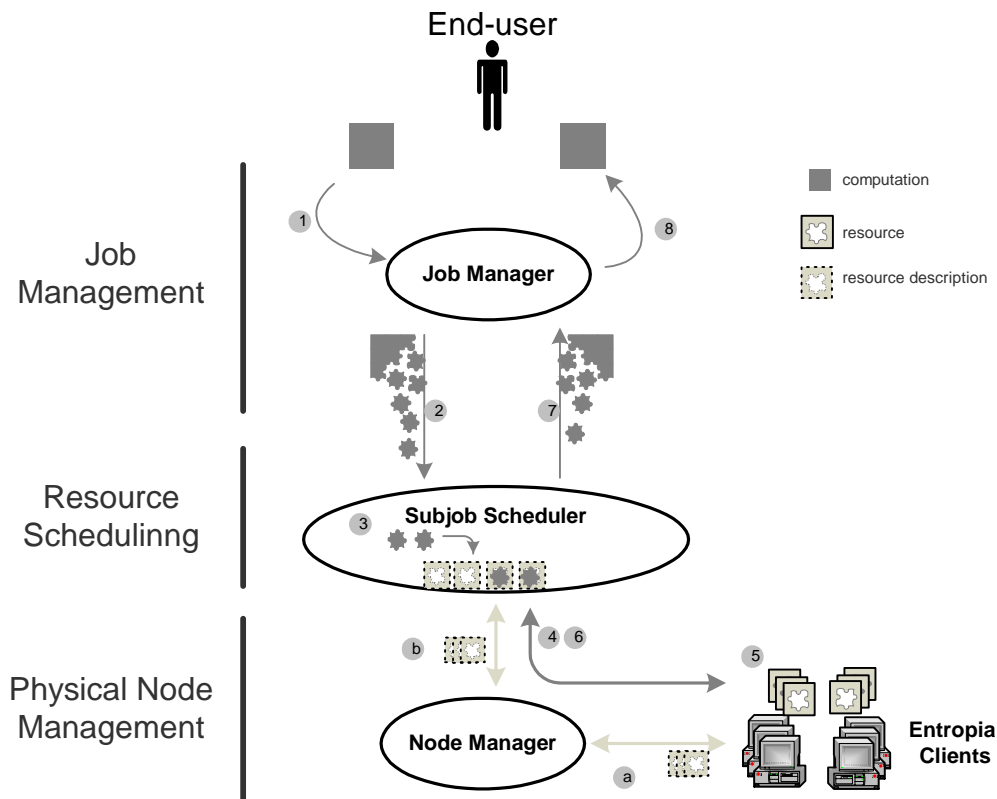 End-user
1
8
Job
Management
Job Manager
computation
resource
resource description
2
7
Resource
Schedulinng
Subjob Scheduler
3
b
4
6
5
Physical Node
Management
Node Manager
a
Entropia
Clients